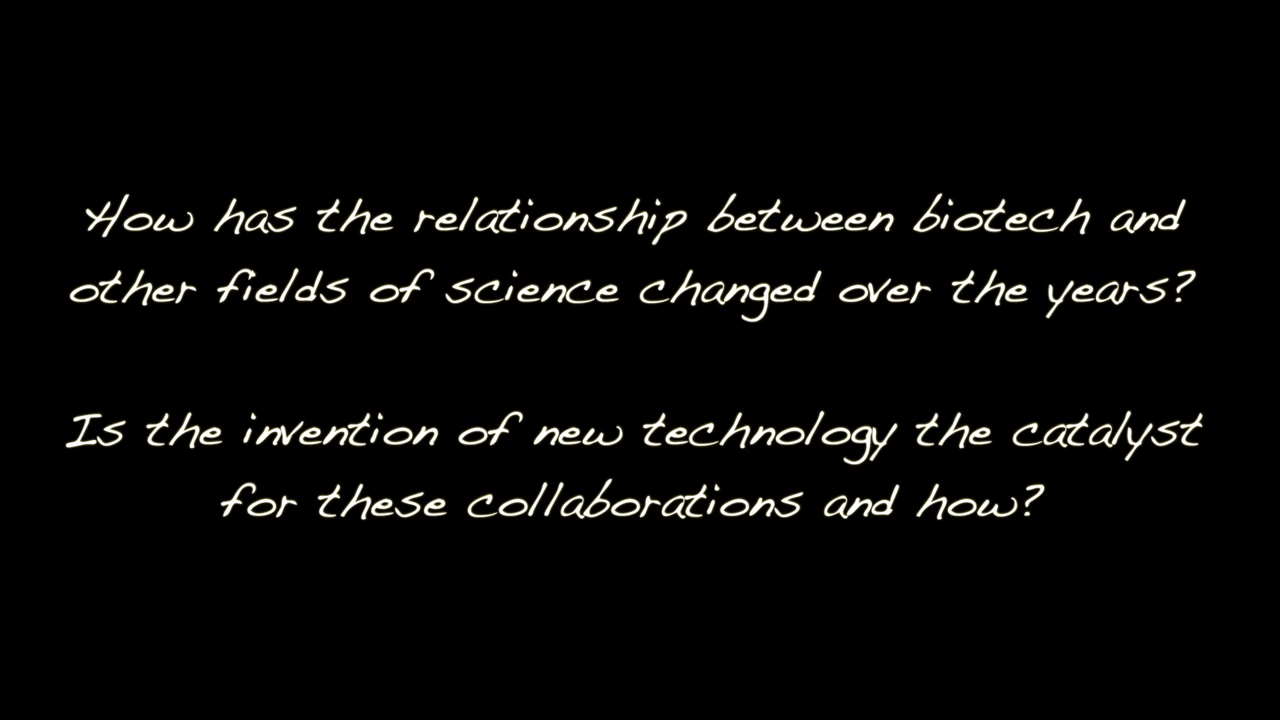 How has the relationship between biotech and
other fields of science changed over the years?
Is the invention of new technology the catalyst
for these collaborations and how?